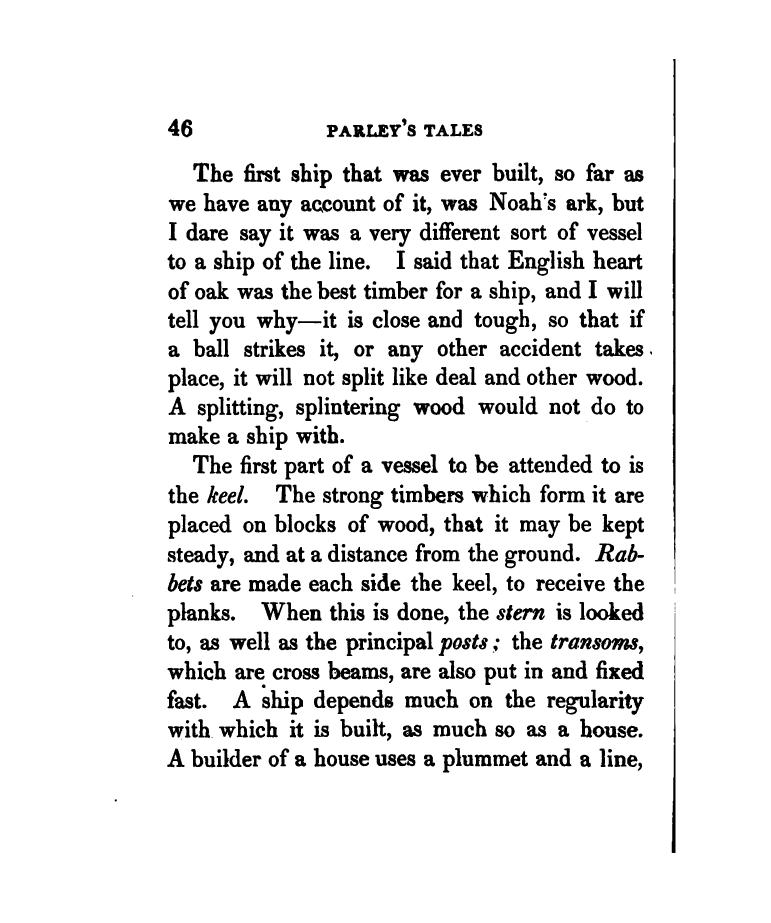 46 PARLEY'S TALES
The first ship that was ever built, so far as
we have any account of it, was Noah's ark, but
I dare say it was a very different sort of vessel
to a ship of the line. I said that English heart
of oak was the best timber for a ship, and I will
tell you why—it is close and tough, so that if
a ball strikes it, or any other accident takes
place, it will not split like deal and other wood.
A splitting, splintering wood would not do to
make a ship with.
The first part of a vessel to be attended to is
the keel. The strong timbers which form it are
placed on blocks of wood, that it may be kept
steady, and at a distance from the ground. Rab-
bets are made each side the keel, to receive the
planks. When this is done, the stern is looked
to, as well as the principal posts; the transoms,
which are cross beams, are also put in and fixed
fast. A ship depends much on the regularity
with which it is built, as much so as a house.
A builder of a house uses a plummet and a line,